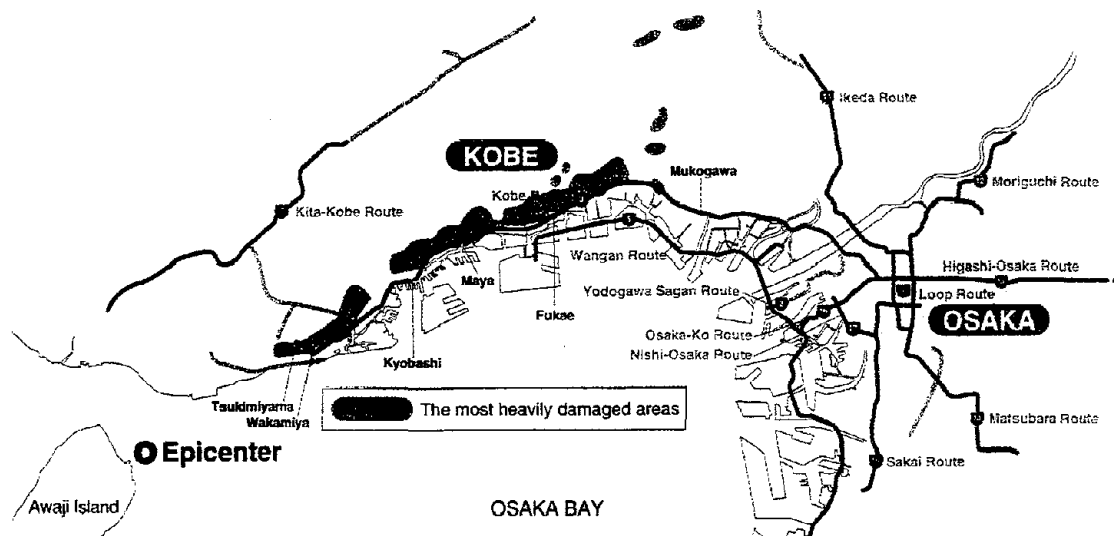 Ikeda Route
KOBE
Mukogawa
Moriguchi Route
Kobe
Kita-Kobe Route
Wangan Route
Higashi-Osaka Route
Maya
Yodogawa Sagan Route
Loop Route
Fukae
OSAKA
Osaka-Ko Route
Nishi-Osaka Route
Kyobashi
Tsukimiyama
Wakamiya
The most heavily damaged areas
Matsubara Route
Epicenter
Sakai Route
Awaji Island
OSAKA BAY